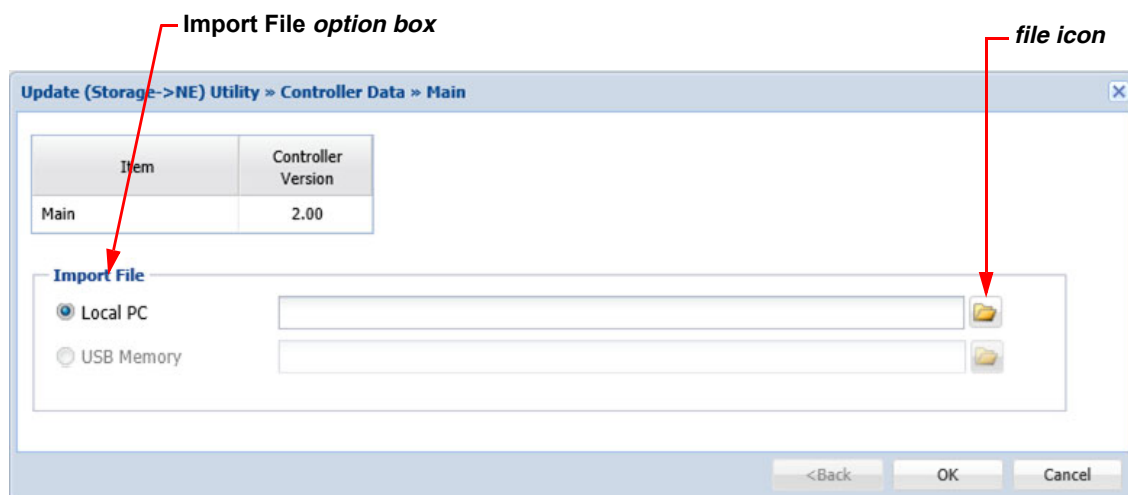 Import File option box
file icon
Update (Storage->NE) Utility » Controller Data » Main
Item
Controller
Version
Main
2.00
Import File
Local PC
USB Memory
<Back
OK
Cancel